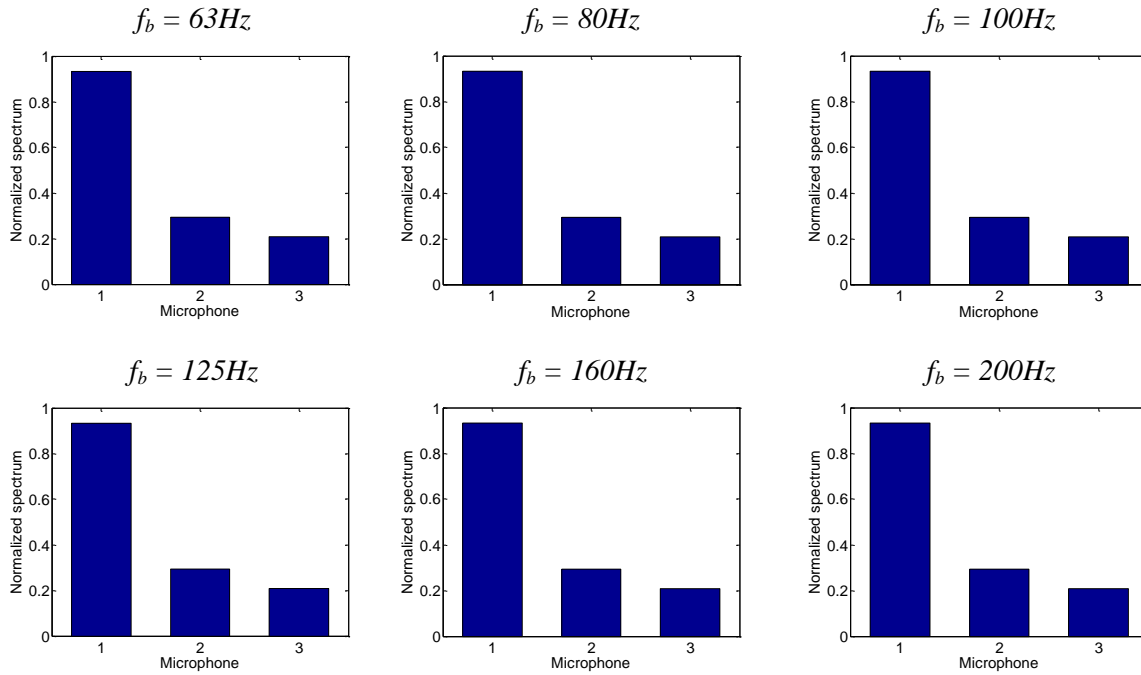 f_b = 63Hz
f_b = 80Hz
f_b = 100Hz
1
0.8
0.6
0.4
0.2
0
Normalized spectrum
1 2 3
Microphone
1
0.8
0.6
0.4
0.2
0
Normalized spectrum
1 2 3
Microphone
1
0.8
0.6
0.4
0.2
0
Normalized spectrum
1 2 3
Microphone
f_b = 125Hz
f_b = 160Hz
f_b = 200Hz
1
0.8
0.6
0.4
0.2
0
Normalized spectrum
1 2 3
Microphone
1
0.8
0.6
0.4
0.2
0
Normalized spectrum
1 2 3
Microphone
1
0.8
0.6
0.4
0.2
0
Normalized spectrum
1 2 3
Microphone